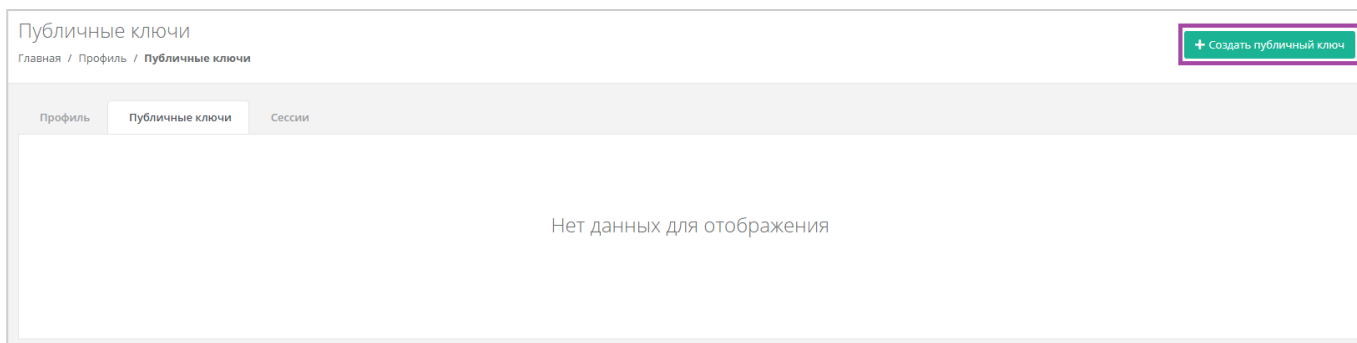 Публичные ключи
Главная / Профиль / Публичные ключи
+ Создать публичный ключ
Профиль Публичные ключи Сессии
Нет данных для отображения